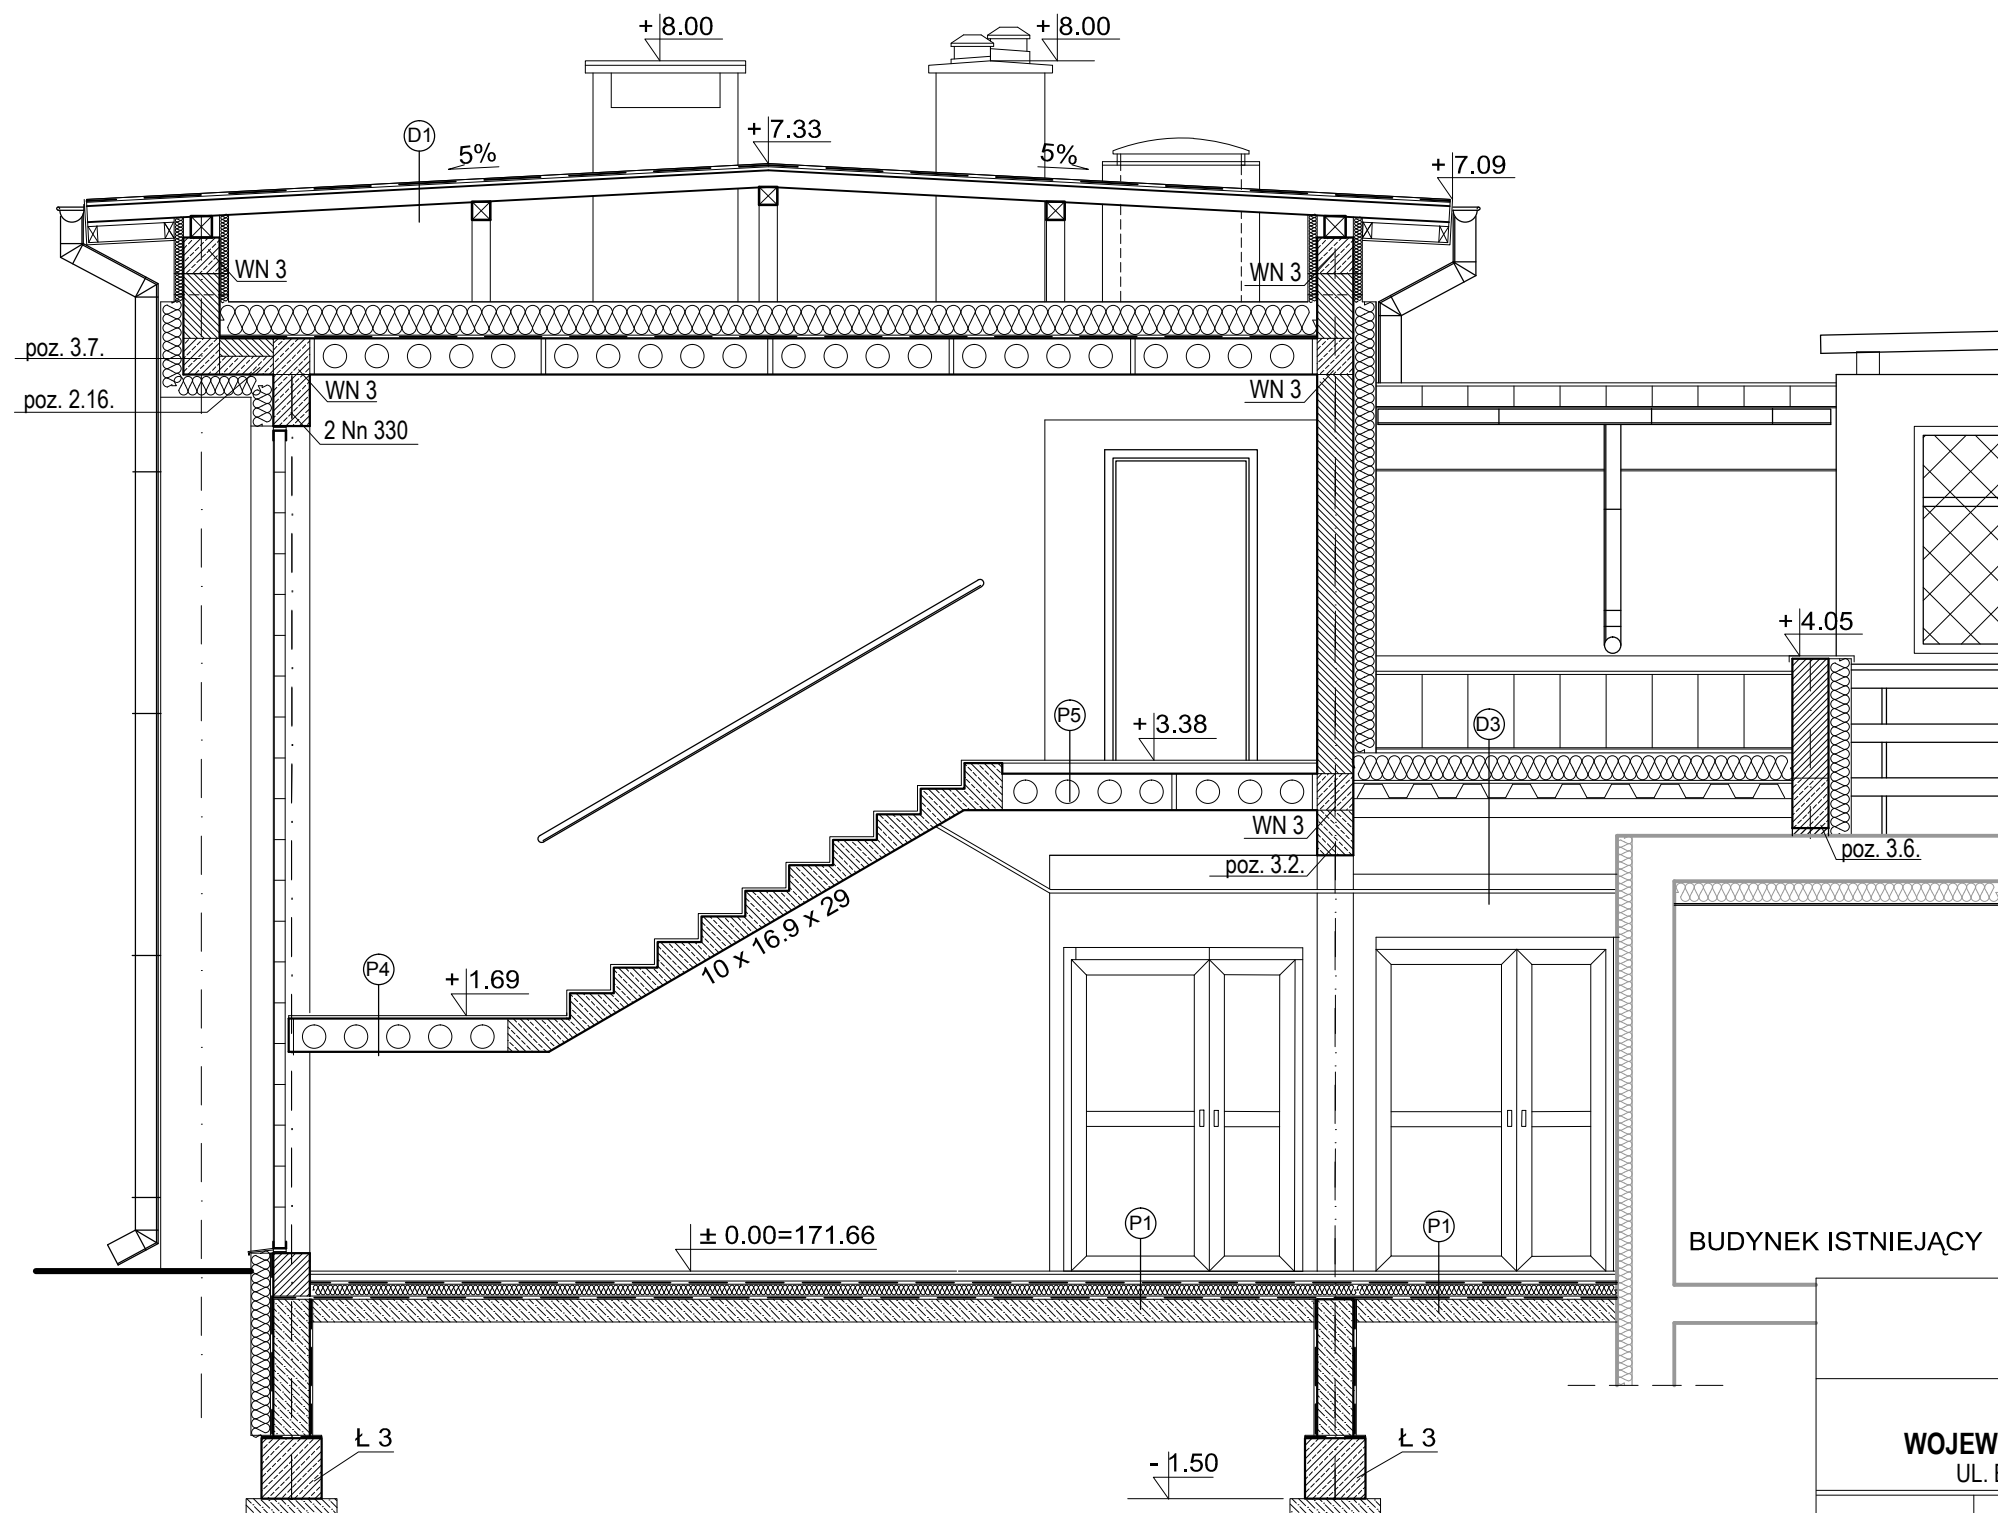 + 8.00
+ 8.00
D1
5%
+ 7.33
5%
+ 7.09
WN 3
WN 3
poz. 3.7.
WN 3
WN 3
poz. 2.16.
2 Nn 330
+ 4.05
P5
+ 3.38
D3
WN 3
poz. 3.2.
poz. 3.6.
10 x 16.9 x 29
P4
+ 1.69
P1
P1
± 0.00=171.66
BUDYNEK ISTNIEJĄCY
Ł 3
Ł 3
- 1.50
WOJEW
UL.